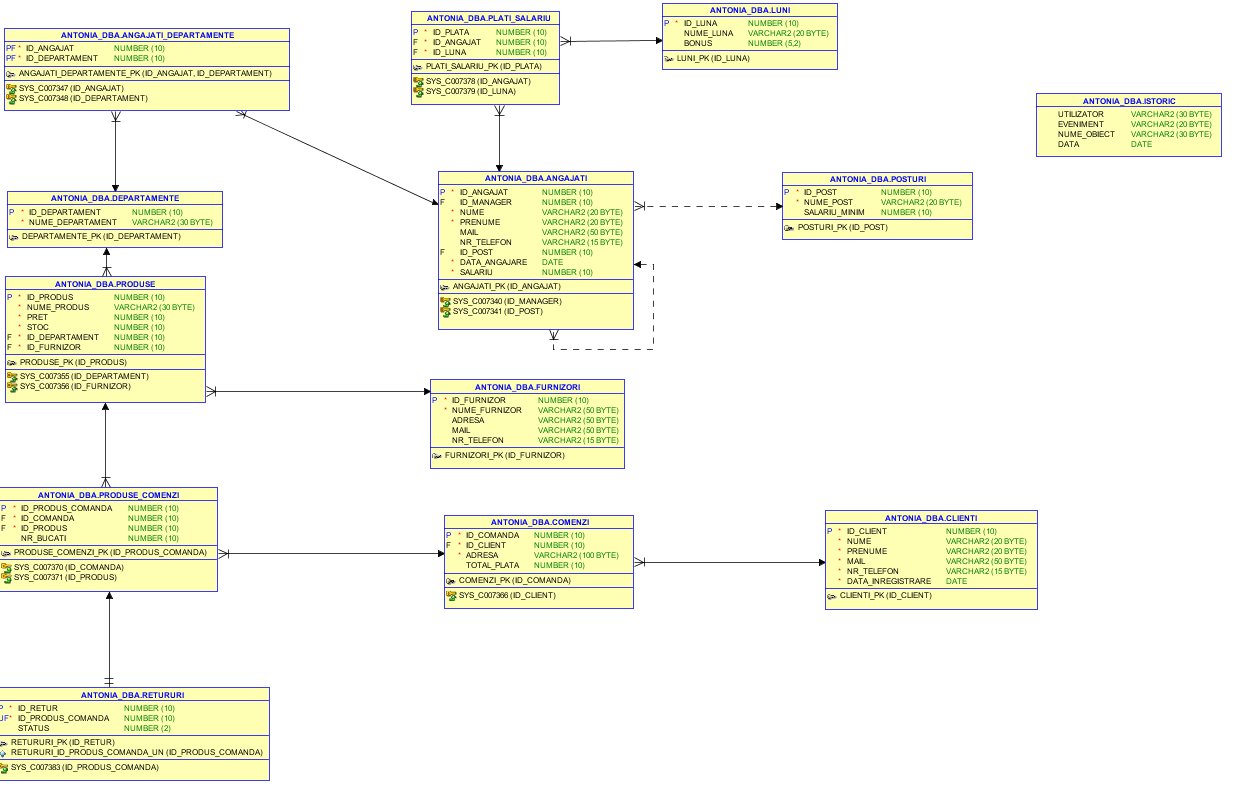 ANTONIA_DBA.ANGAJATI_DEPARTAMENTE
PF * ID_ANGAJAT NUMBER (10)
PF * ID_DEPARTAMENT NUMBER (10)
ANGAJATI_DEPARTAMENTE_PK (ID_ANGAJAT, ID_DEPARTAMENT)
SYS_C007347 (ID_ANGAJAT)
SYS_C007348 (ID_DEPARTAMENT)
ANTONIA_DBA.PLATI_SALARIU
P * ID_PLATA NUMBER (10)
F * ID_ANGAJAT NUMBER (10)
F * ID_LUNA NUMBER (10)
PLATI_SALARIU_PK (ID_PLATA)
SYS_C007378 (ID_ANGAJAT)
SYS_C007379 (ID_LUNA)
ANTONIA_DBA.LUNI
P * ID_LUNA NUMBER (10)
NUME_LUNA VARCHAR2 (20 BYTE)
BONUS NUMBER (5,2)
LUNI_PK (ID_LUNA)
ANTONIA_DBA.ISTORIC
UTILIZATOR VARCHAR2 (30 BYTE)
EVENIMENT VARCHAR2 (20 BYTE)
NUME_OBIECT VARCHAR2 (30 BYTE)
DATA DATE
ANTONIA_DBA.DEPARTAMENTE
P * ID_DEPARTAMENT NUMBER (10)
* NUME_DEPARTAMENT VARCHAR2 (30 BYTE)
DEPARTAMENTE_PK (ID_DEPARTAMENT)
ANTONIA_DBA.ANGAJATI
P * ID_ANGAJAT NUMBER (10)
F ID_MANAGER NUMBER (10)
* NUME VARCHAR2 (20 BYTE)
* PRENUME VARCHAR2 (20 BYTE)
MAIL VARCHAR2 (50 BYTE)
NR_TELEFON VARCHAR2 (15 BYTE)
F ID_POST NUMBER (10)
* DATA_ANGAJARE DATE
* SALARIU NUMBER (10)
ANGAJATI_PK (ID_ANGAJAT)
SYS_C007340 (ID_MANAGER)
SYS_C007341 (ID_POST)
ANTONIA_DBA.POSTURI
P * ID_POST NUMBER (10)
* NUME_POST VARCHAR2 (20 BYTE)
SALARIU_MINIM NUMBER (10)
POSTURI_PK (ID_POST)
ANTONIA_DBA.PRODUSE
P * ID_PRODUS NUMBER (10)
* NUME_PRODUS VARCHAR2 (30 BYTE)
* PRET NUMBER (10)
* STOC NUMBER (10)
F * ID_DEPARTAMENT NUMBER (10)
F * ID_FURNIZOR NUMBER (10)
PRODUSE_PK (ID_PRODUS)
SYS_C007355 (ID_DEPARTAMENT)
SYS_C007356 (ID_FURNIZOR)
ANTONIA_DBA.FURNIZORI
P * ID_FURNIZOR NUMBER (10)
* NUME_FURNIZOR VARCHAR2 (50 BYTE)
ADRESA VARCHAR2 (50 BYTE)
MAIL VARCHAR2 (50 BYTE)
NR_TELEFON VARCHAR2 (15 BYTE)
FURNIZORI_PK (ID_FURNIZOR)
ANTONIA_DBA.PRODUSE_COMENZI
P * ID_PRODUS_COMANDA NUMBER (10)
F * ID_COMANDA NUMBER (10)
F * ID_PRODUS NUMBER (10)
NR_BUCATI NUMBER (10)
PRODUSE_COMENZI_PK (ID_PRODUS_COMANDA)
SYS_C007370 (ID_COMANDA)
SYS_C007371 (ID_PRODUS)
ANTONIA_DBA.COMENZI
P * ID_COMANDA NUMBER (10)
F * ID_CLIENT NUMBER (10)
* ADRESA VARCHAR2 (100 BYTE)
TOTAL_PLATA NUMBER (10)
COMENZI_PK (ID_COMANDA)
SYS_C007366 (ID_CLIENT)
ANTONIA_DBA.CLIENTI
P * ID_CLIENT NUMBER (10)
* NUME VARCHAR2 (20 BYTE)
* PRENUME VARCHAR2 (20 BYTE)
* MAIL VARCHAR2 (50 BYTE)
* NR_TELEFON VARCHAR2 (15 BYTE)
* DATA_INREGISTRARE DATE
CLIENTI_PK (ID_CLIENT)
ANTONIA_DBA.RETURURI
P * ID_RETUR NUMBER (10)
UF* ID_PRODUS_COMANDA NUMBER (10)
STATUS NUMBER (2)
RETURURI_PK (ID_RETUR)
RETURURI_ID_PRODUS_COMANDA_UN (ID_PRODUS_COMANDA)
SYS_C007383 (ID_PRODUS_COMANDA)